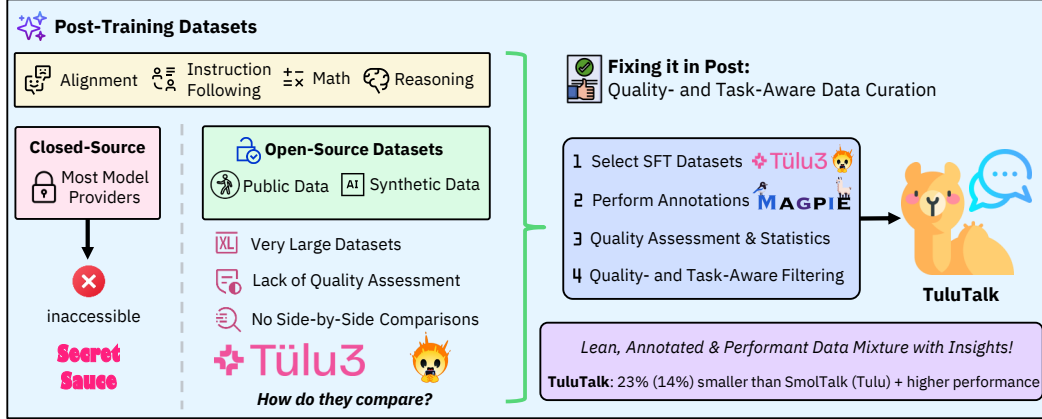 Post-Training Datasets
Alignment
Instruction
Following
Math
Reasoning
Closed-Source
Most Model
Providers
inaccessible
Secret
Sauce
Open-Source Datasets
Public Data
AI
Synthetic Data
XL
Very Large Datasets
Lack of Quality Assessment
No Side-by-Side Comparisons
Tülu3
How do they compare?
Fixing it in Post:
Quality- and Task-Aware Data Curation
1 Select SFT Datasets Tülu3
2 Perform Annotations MAGPIE
3 Quality Assessment & Statistics
4 Quality- and Task-Aware Filtering
TuluTalk
Lean, Annotated & Performant Data Mixture with Insights!
TuluTalk: 23% (14%) smaller than SmolTalk (Tulu) + higher performance